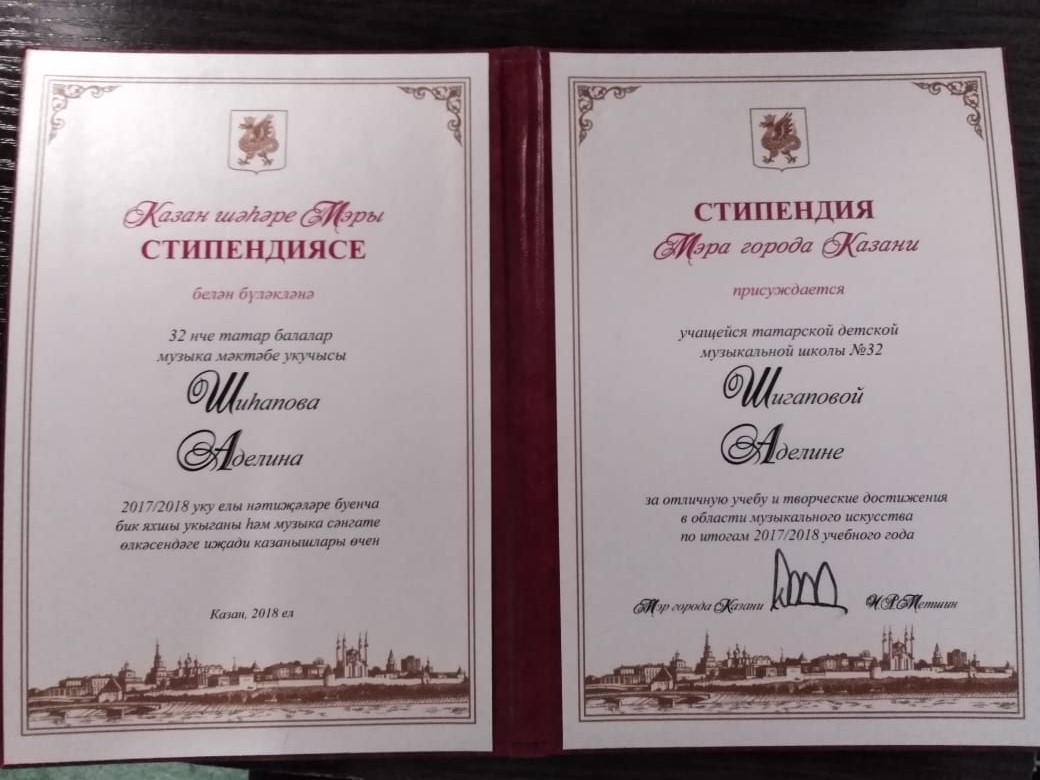 Казан шәһәре Мэры
СТИПЕНДИЯСЕ
белән бүләкләнә
32 нче татар балалар
музыка мәктәбе укучысы
Шиһапова
Аделина
2017/2018 уку елы нәтиҗәләре буенча
бик яхшы укыганы һәм музыка сәнгате
өлкәсендәге иҗади казанышлары өчен
Казан, 2018 ел
СТИПЕНДИЯ
Мэра города Казани
присуждается
учащейся татарской детской
музыкальной школы №32
Шигаповой
Аделине
за отличную учебу и творческие достижения
в области музыкального искусства
по итогам 2017/2018 учебного года
Мэр города Казани И.Р.Метшин